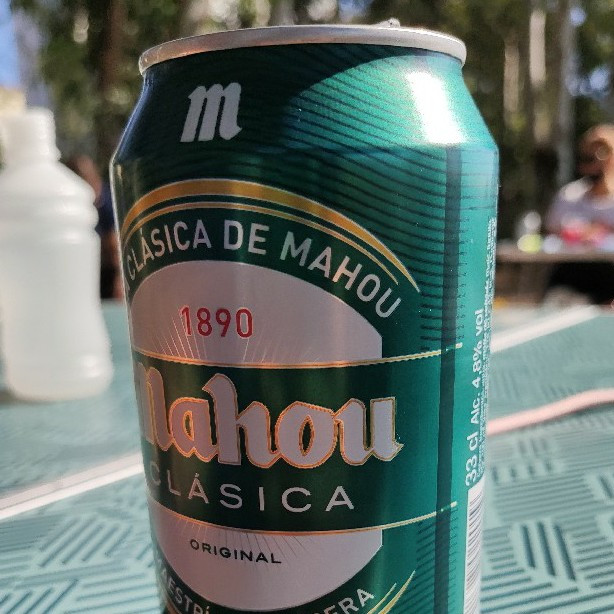 m
CLÁSICA DE MAHOU
1890
Mahou
CLÁSICA
ORIGINAL
33 cl Alc. 4,8% vol